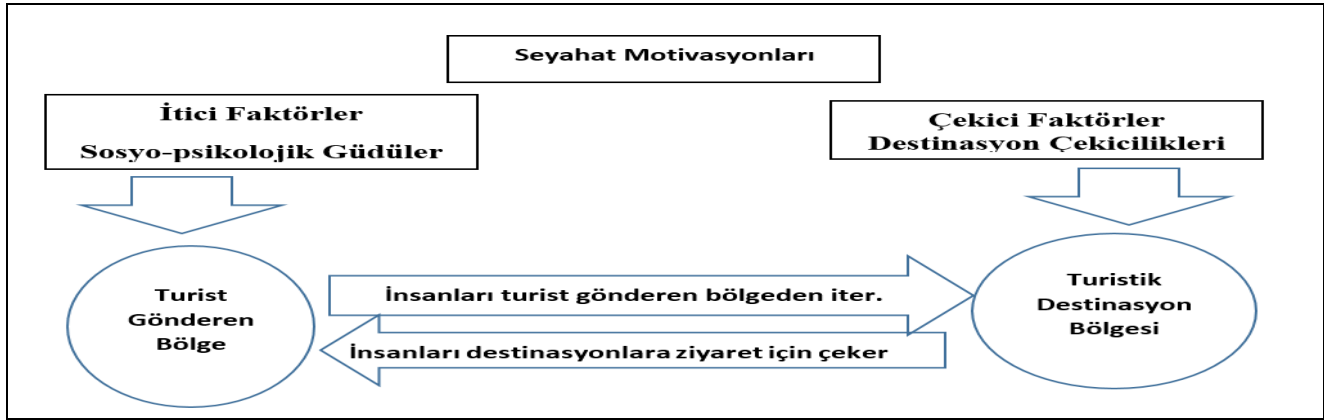 Seyahat Motivasyonları
İtici Faktörler
Sosyo-psikolojik Güdüler
Çekici Faktörler
Destinasyon Çekicilikleri
Turist
Gönderen
Bölge
İnsanları turist gönderen bölgeden iter.
İnsanları destinasyonlara ziyaret için çeker
Turistik
Destinasyon
Bölgesi